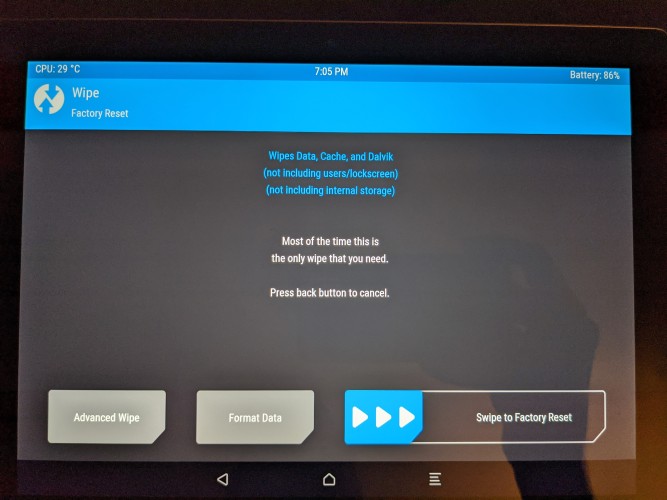 CPU: 29 °C
7:05 PM
Battery: 86%
Wipe
Factory Reset
Wipes Data, Cache, and Dalvik
(not including users/lockscreen)
(not including internal storage)
Most of the time this is
the only wipe that you need.
Press back button to cancel.
Advanced Wipe
Format Data
Swipe to Factory Reset